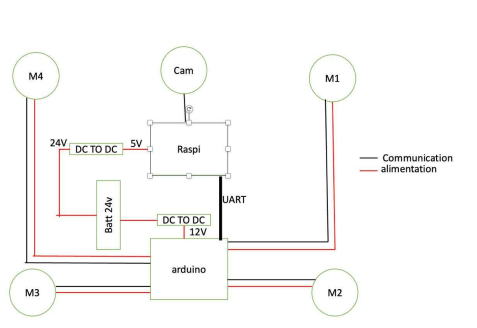 Cam
M4
M1
24V
DC TO DC
5V
Raspi
Communication
alimentation
Batt 24v
UART
DC TO DC
12V
arduino
M3
M2